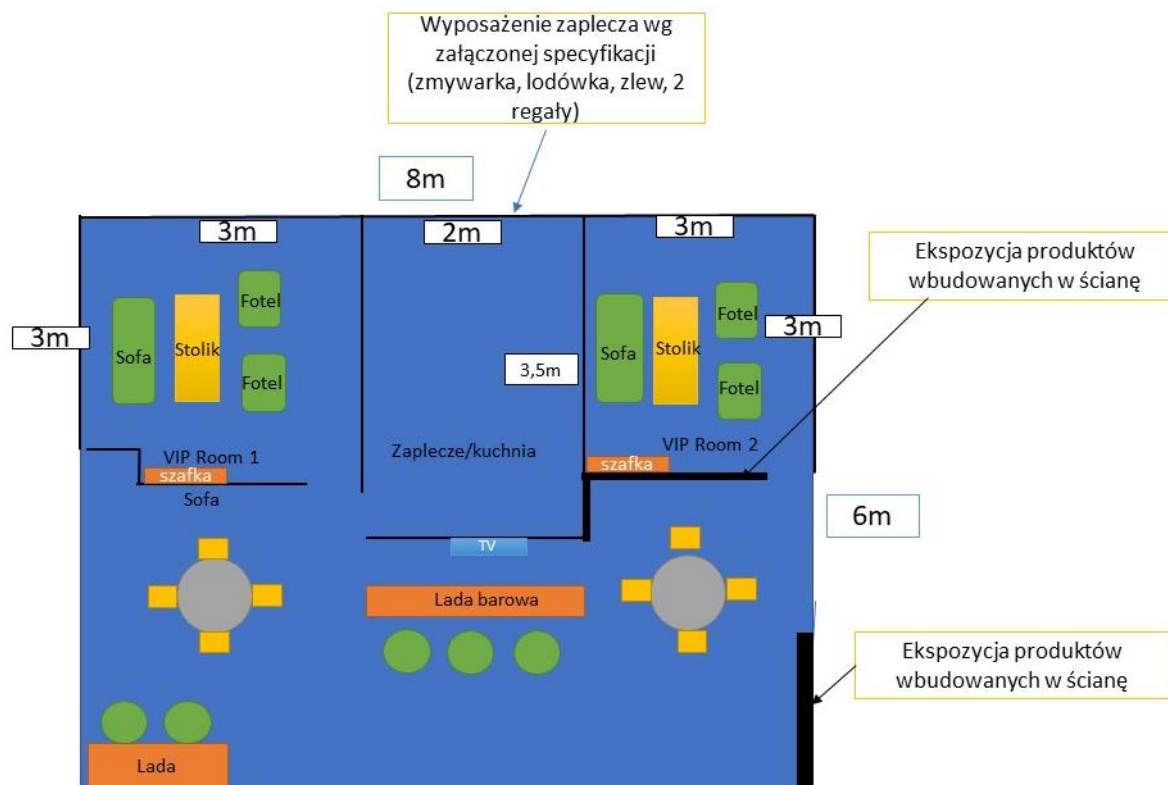 Wyposażenie zaplecza wg
załączonej specyfikacji
(zmywarka, lodówka, zlew, 2
regały)
8m
3m
2m
3m
Ekspozycja produktów
wbudowanych w ścianę
Fotel
Fotel
3m
Sofa
Stolik
3,5m
Sofa
Stolik
3m
Fotel
Fotel
VIP Room 1
Zaplecze/kuchnia
VIP Room 2
szafka
szafka
Sofa
6m
TV
Lada barowa
Ekspozycja produktów
wbudowanych w ścianę
Lada